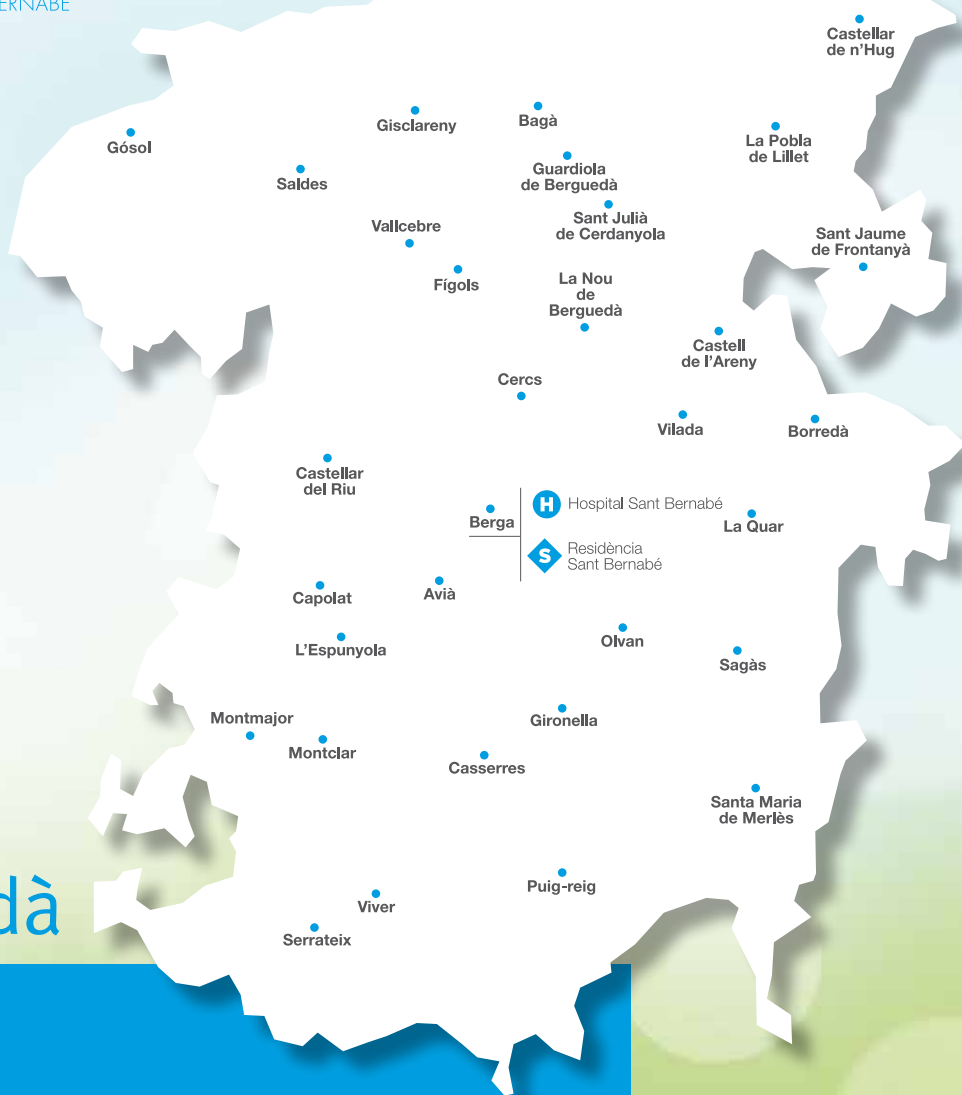 Castellar
de n'Hug
Gisclareny
Bagà
La Pobla
de Lillet
Gósol
Guardiola
de Berguedà
Saldes
Sant Julià
de Cerdanyola
Vallcebre
Sant Jaume
de Frontanyà
Fígols
La Nou
de
Berguedà
Castell
de l'Areny
Cercs
Vilada
Borredà
Castellar
del Riu
Berga
H Hospital Sant Bernabé
S Residència
Sant Bernabé
La Quar
Capolat
Avià
L'Espunyola
Olvan
Sagàs
Montmajor
Montclar
Gironella
Casserres
Santa Maria
de Merlès
Puig-reig
Viver
Serrateix
dà